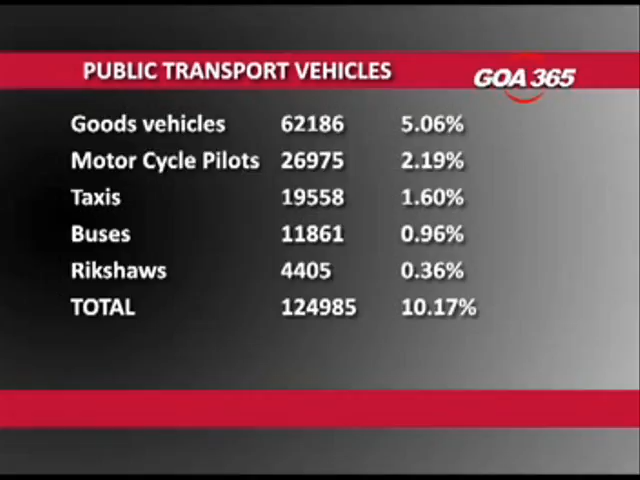 PUBLIC TRANSPORT VEHICLES
GOA 365
Goods vehicles 62186 5.06%
Motor Cycle Pilots 26975 2.19%
Taxis 19558 1.60%
Buses 11861 0.96%
Rikshaws 4405 0.36%
TOTAL 124985 10.17%